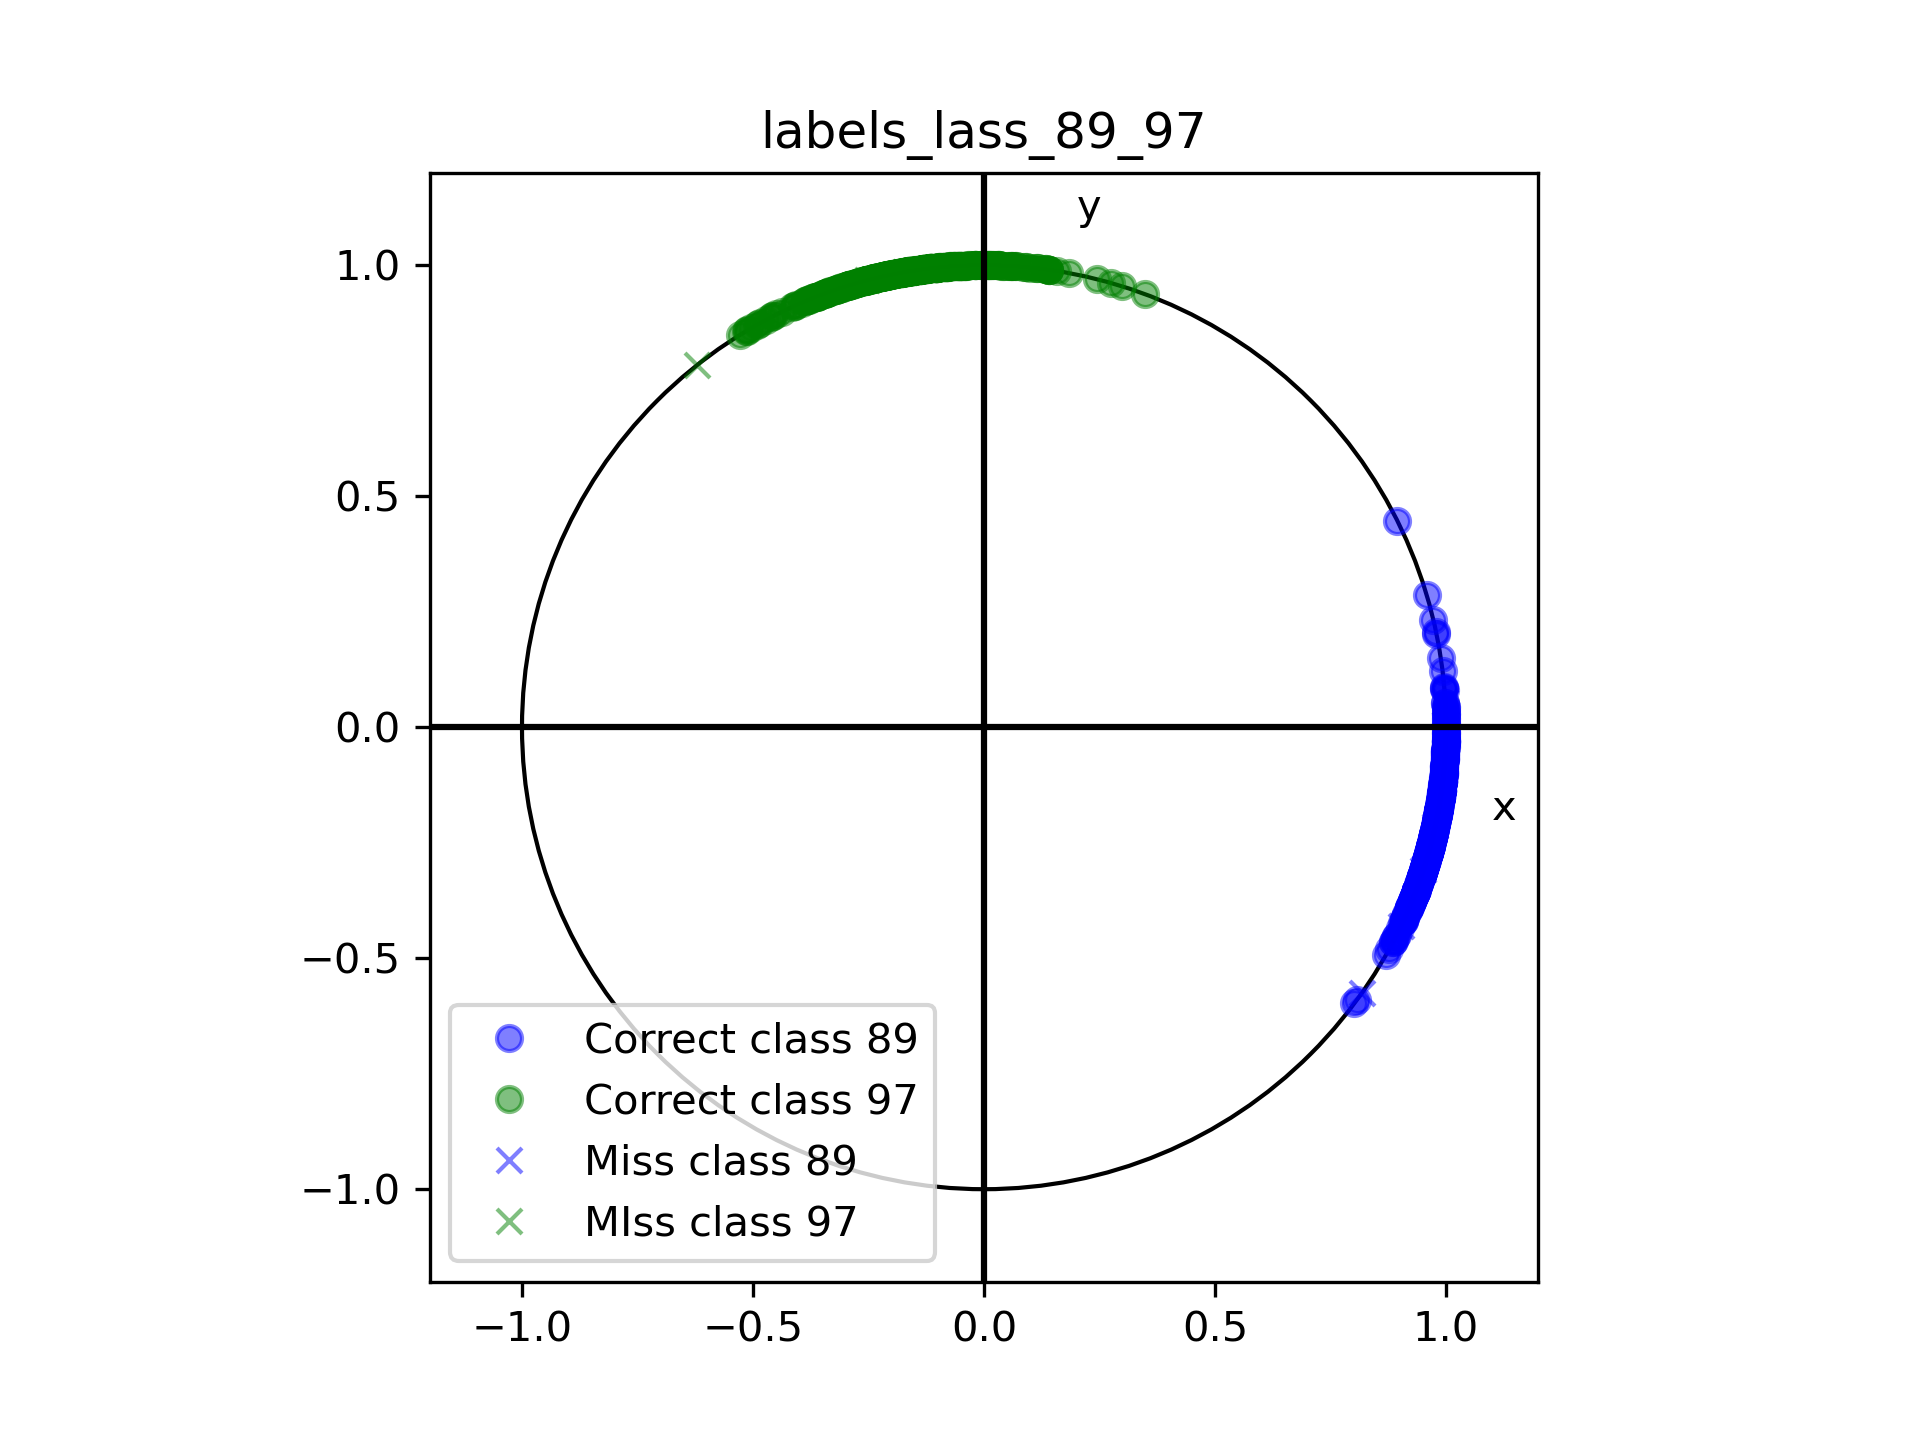 labels_lass_89_97
y
1.0
0.5
0.0
x
−0.5
−1.0
Correct class 89
Correct class 97
Miss class 89
MIss class 97
−1.0 −0.5 0.0 0.5 1.0